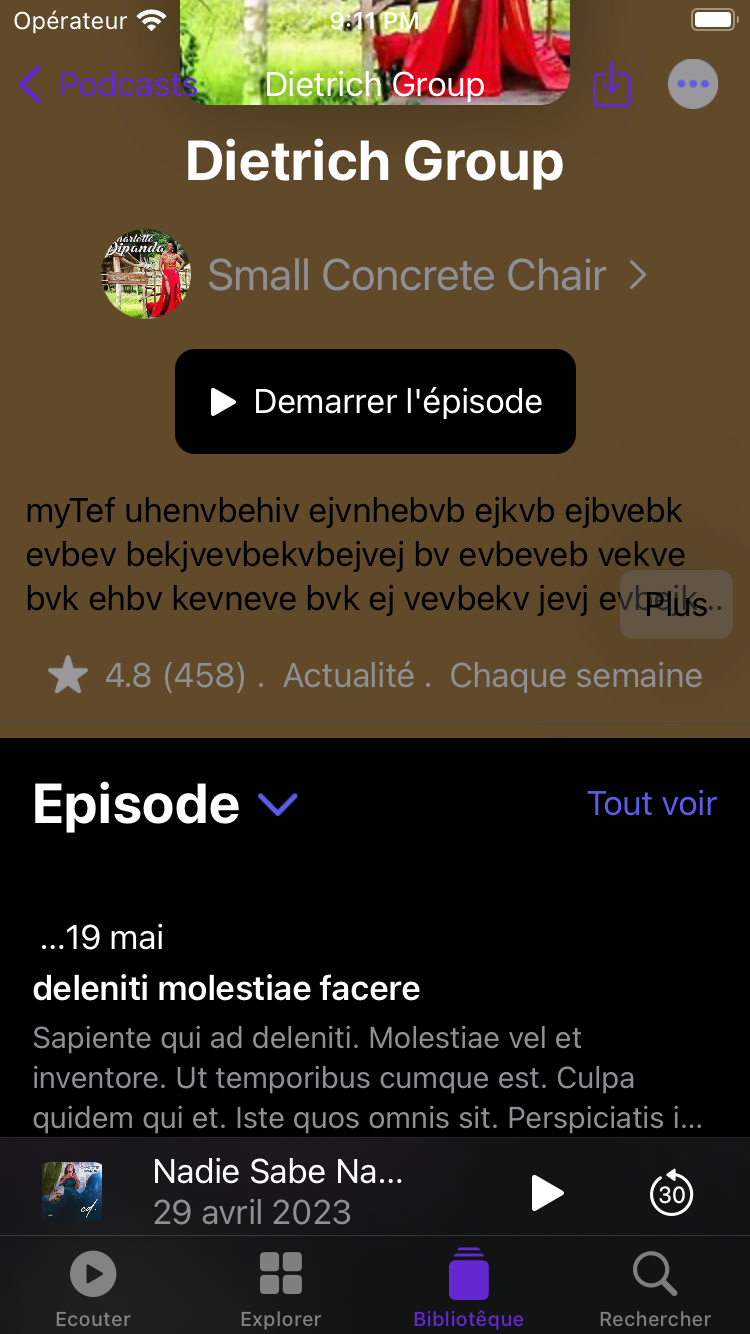 Opérateur 9:11 PM
Podcasts Dietrich Group
Dietrich Group
Small Concrete Chair
Demarrer l'épisode
myTef uhenvbehiv ejvnhebvb ejkvb ejbvebk
evbev bekjvevbekvbejvej bv evbeveb vekve
bvk ehbv kevneve bvk ej vevbekv jevj
Plus
4.8 (458) . Actualité . Chaque semaine
Episode Tout voir
...19 mai
deleniti molestiae facere
Sapiente qui ad deleniti. Molestiae vel et
inventore. Ut temporibus cumque est. Culpa
quidem qui et. Iste quos omnis sit. Perspiciatis i...
Nadie Sabe Na...
29 avril 2023
30
Ecouter Explorer Bibliotêque Rechercher